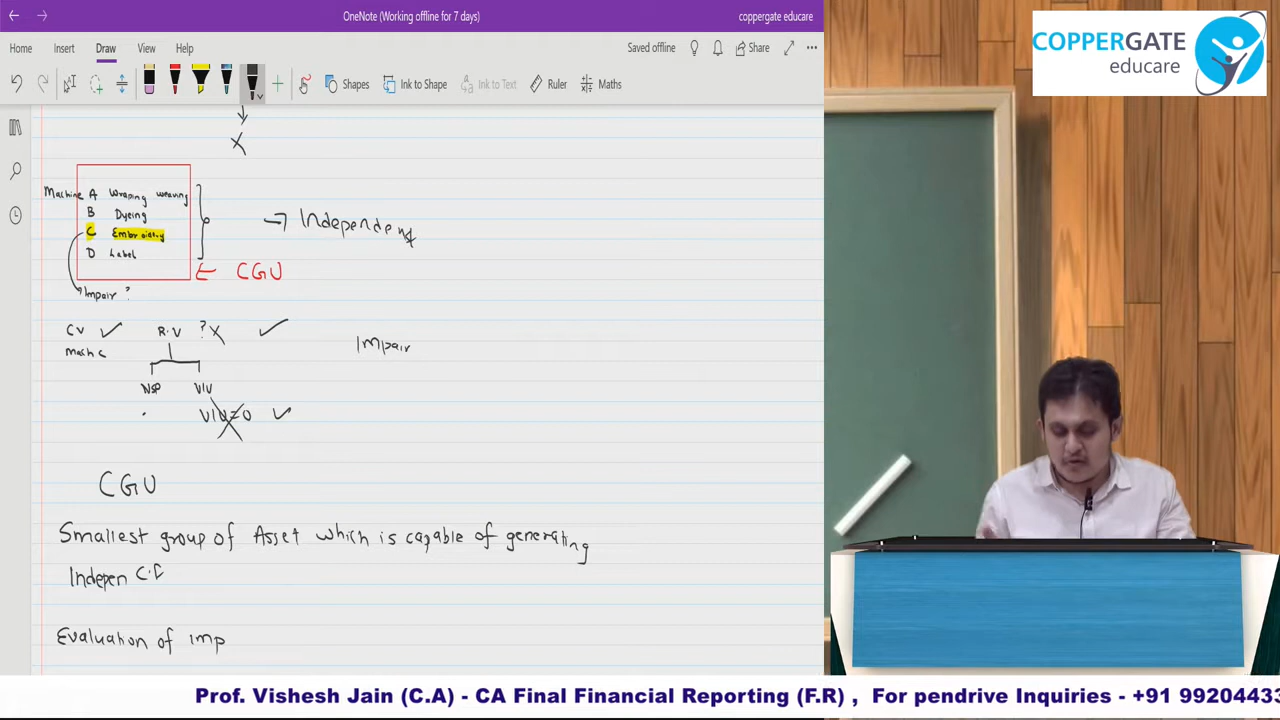 OneNote (Working offline for 7 days)
coppergate educare
Home Insert Draw View Help
Saved offline
Share
Shapes
Ink to Shape
Ink to Text
Ruler
Maths
COPPERGATE
educare
X
Machine A Wraping weaving
B Dyeing
C Embroidery
D Label
→ Independent
← CGU
Impair ?
CV ✓ R.V ? X ✓
Mach C
Impair
NSP VIU
VIU=0 ✓
CGU
Smallest group of Asset which is capable of generating
Indepen C.F
Evaluation of imp
Prof. Vishesh Jain (C.A) - CA Final Financial Reporting (F.R) , For pendrive Inquiries - +91 99204433